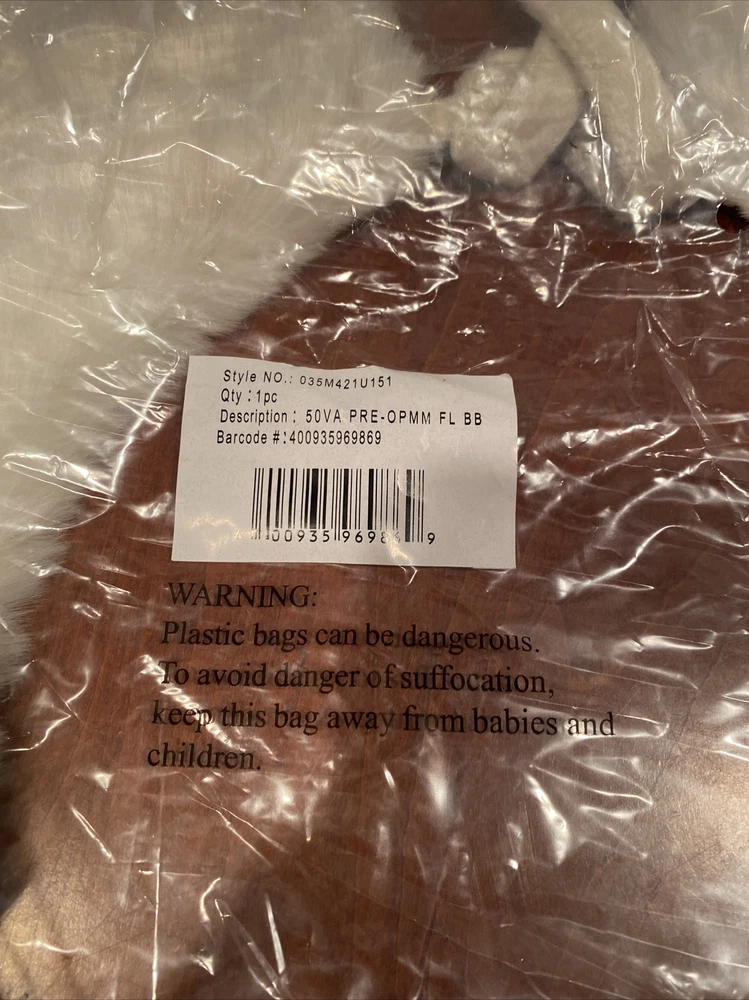 Style NO.: 035M421U151
Qty : 1pc
Description : 50VA PRE-OPMM FL BB
Barcode #:400935969869
400935969869
WARNING:
Plastic bags can be dangerous.
To avoid danger of suffocation,
keep this bag away from babies and
children.